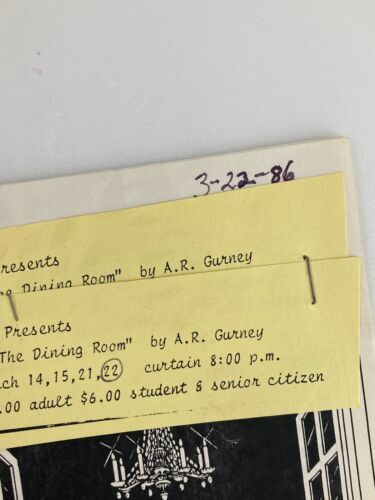 3-22-86
resents
"The Dining Room" by A.R. Gurney
Presents
The Dining Room" by A.R. Gurney
ch 14,15,21,22 curtain 8:00 p.m.
.00 adult $6.00 student & senior citizen